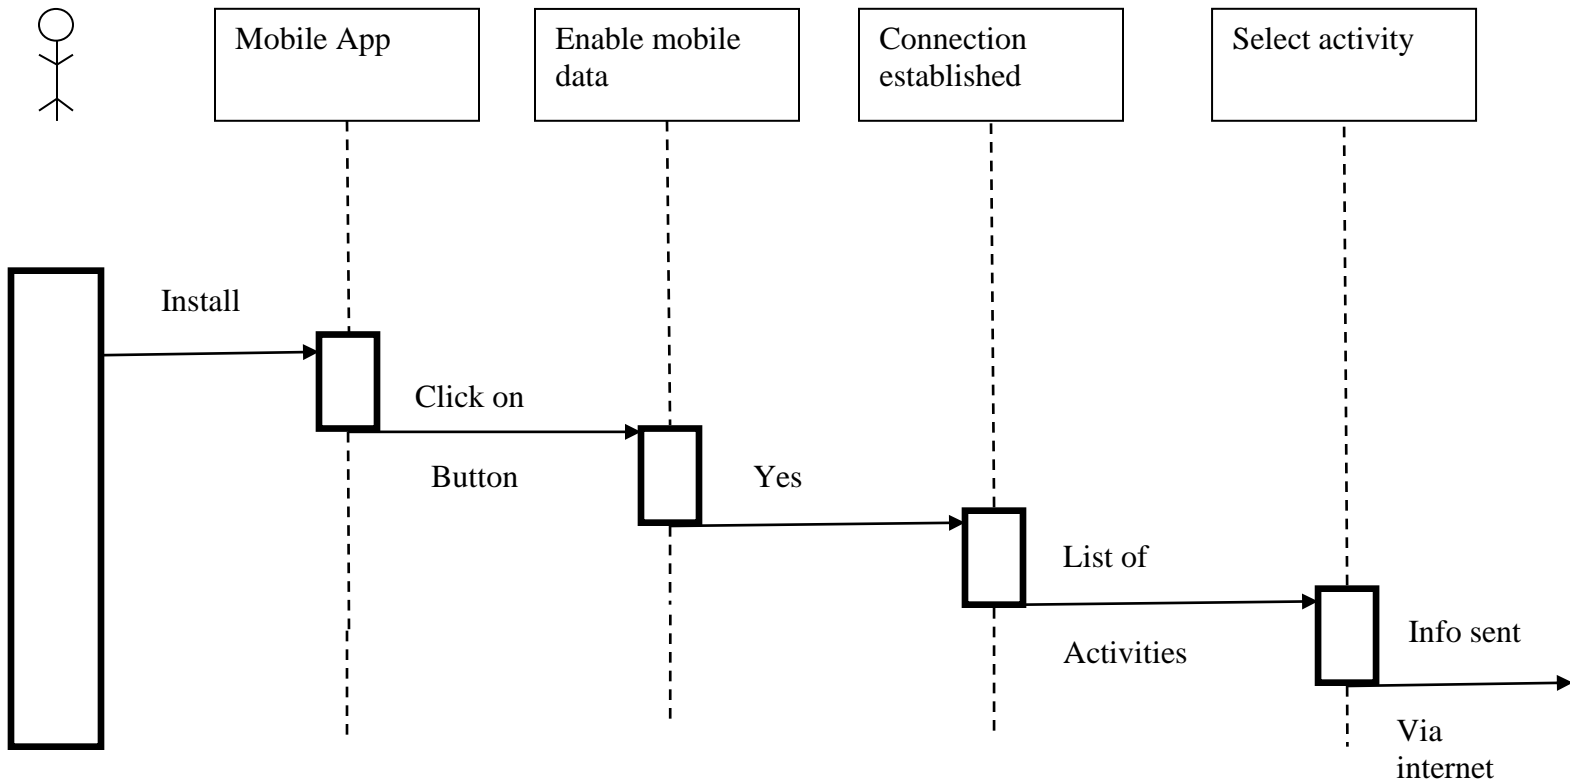 Mobile App
Enable mobile
data
Connection
established
Select activity
Install
Click on
Button
Yes
List of
Activities
Info sent
Via
internet